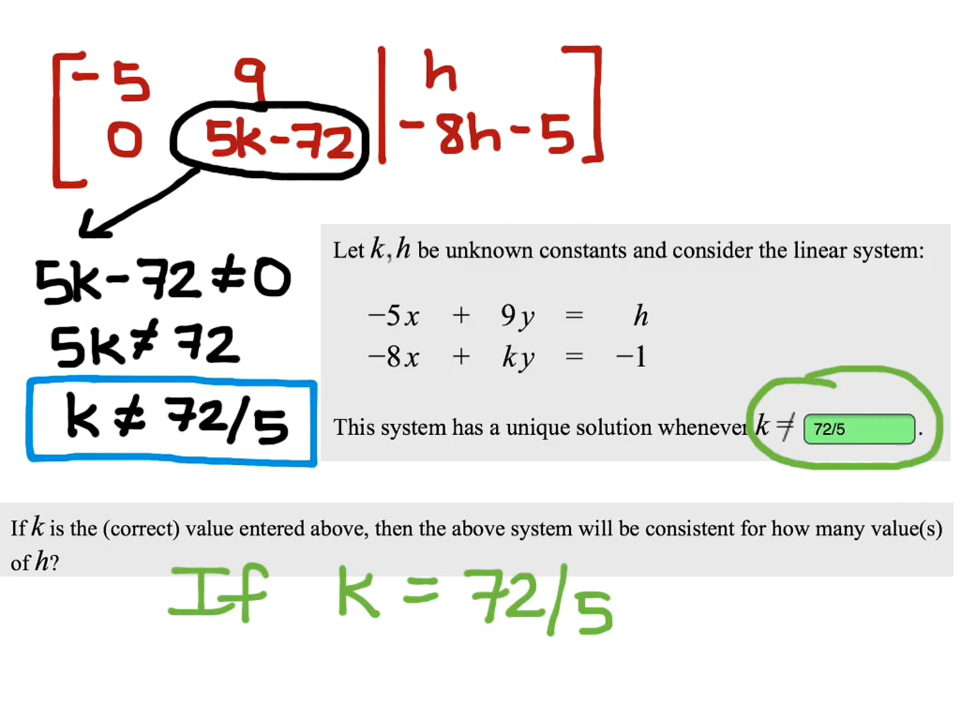 [ -5 9 | h ]
[ 0 5k-72 | -8h-5 ]
5k-72≠0
5k≠72
k≠72/5
Let k,h be unknown constants and consider the linear system:
−5x + 9y = h
−8x + ky = −1
This system has a unique solution whenever k ≠ 72/5 .
If k is the (correct) value entered above, then the above system will be consistent for how many value(s)
of h?
If k = 72/5